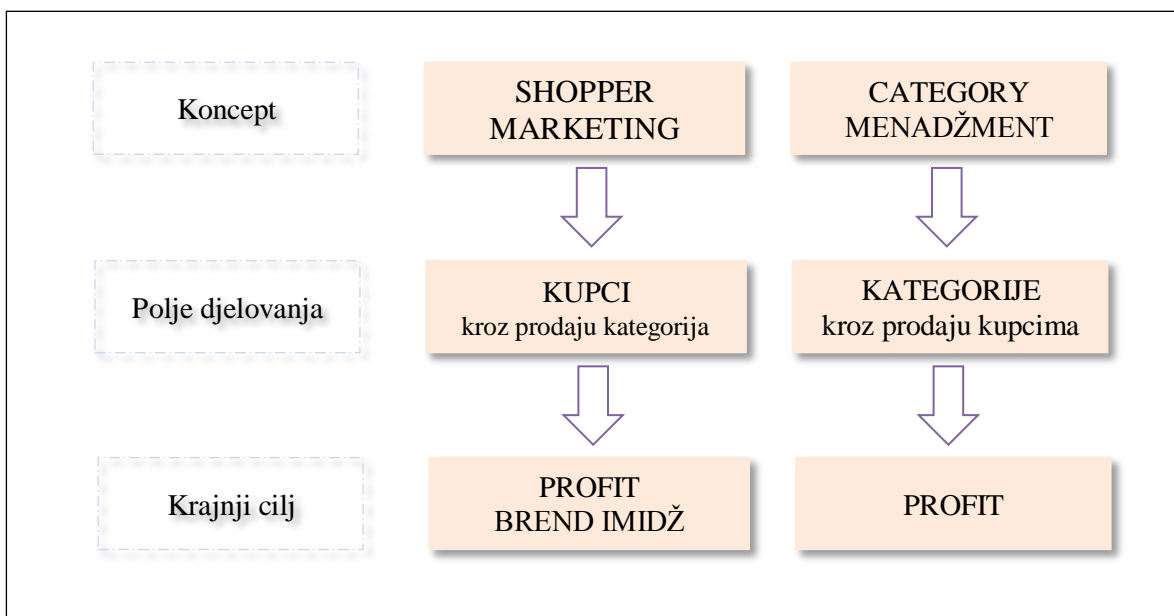 Koncept
SHOPPER
MARKETING
CATEGORY
MENADŽMENT
Polje djelovanja
KUPCI
kroz prodaju kategorija
KATEGORIJE
kroz prodaju kupcima
Krajnji cilj
PROFIT
BREND IMIDŽ
PROFIT